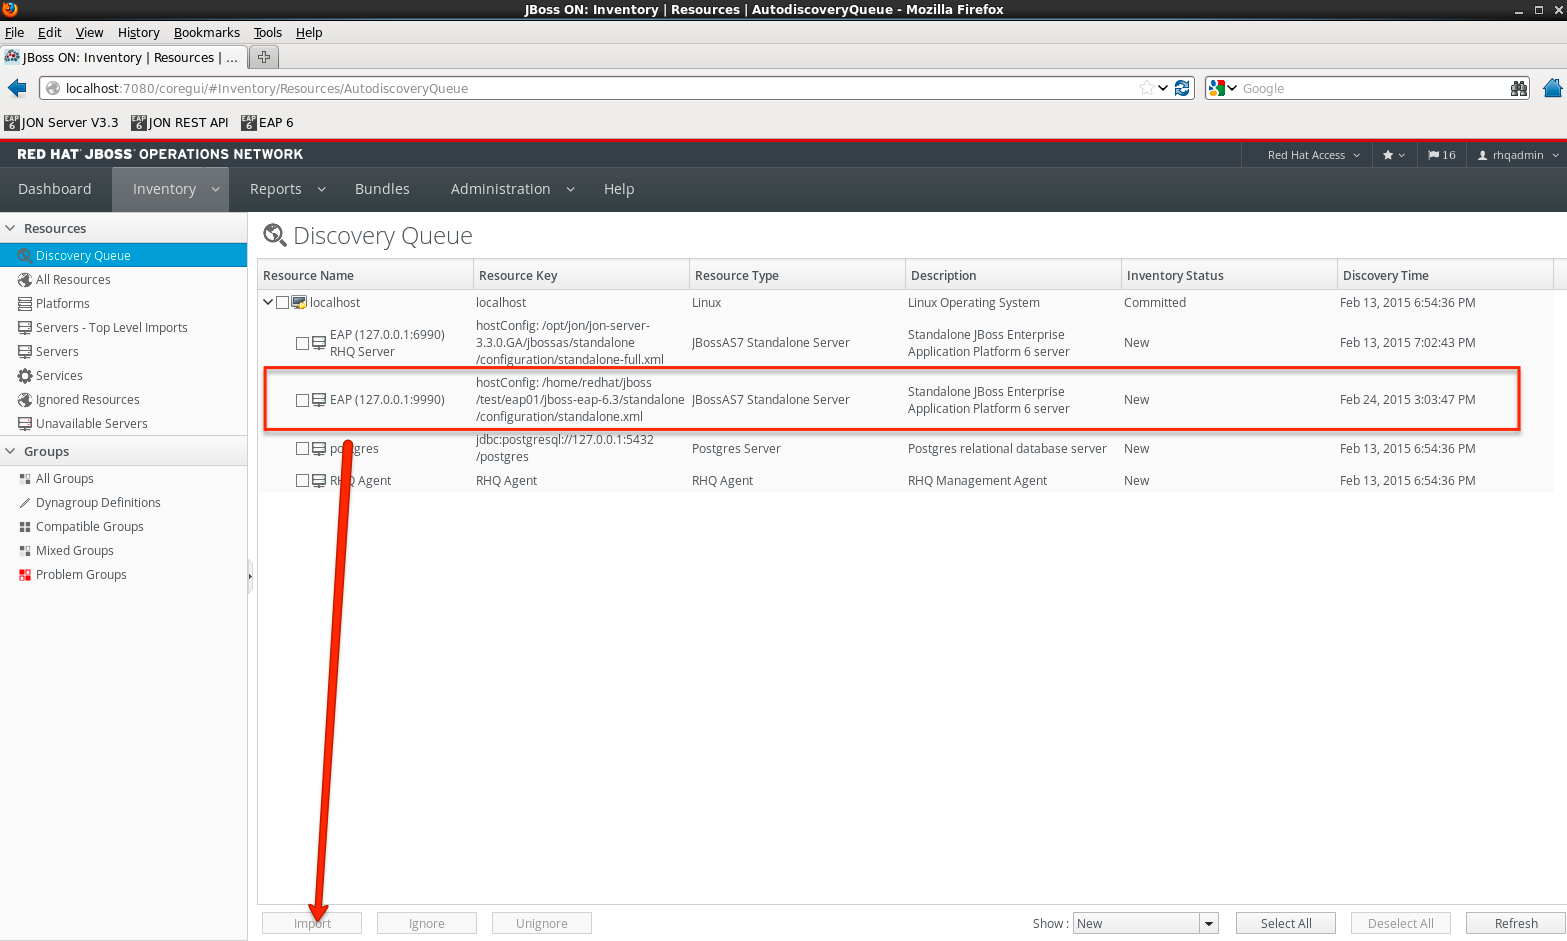 JBoss ON: Inventory | Resources | AutodiscoveryQueue - Mozilla Firefox
File Edit View History Bookmarks Tools Help
JBoss ON: Inventory | Resources | ...
localhost:7080/coregui/#Inventory/Resources/AutodiscoveryQueue
Google
EAP 6 JON Server V3.3 EAP 6 JON REST API EAP 6 EAP 6
RED HAT JBOSS OPERATIONS NETWORK
Red Hat Access 16 rhqadmin
Dashboard Inventory Reports Bundles Administration Help
Resources
Discovery Queue
All Resources
Platforms
Servers - Top Level Imports
Servers
Services
Ignored Resources
Unavailable Servers
Groups
All Groups
Dynagroup Definitions
Compatible Groups
Mixed Groups
Problem Groups
Discovery Queue
Resource Name Resource Key Resource Type Description Inventory Status Discovery Time
localhost localhost Linux Linux Operating System Committed Feb 13, 2015 6:54:36 PM
EAP (127.0.0.1:6990)
RHQ Server
hostConfig: /opt/jon/jon-server-
3.3.0.GA/jbossas/standalone
/configuration/standalone-full.xml
JBossAS7 Standalone Server
Standalone JBoss Enterprise
Application Platform 6 server
New
Feb 13, 2015 7:02:43 PM
EAP (127.0.0.1:9990)
hostConfig: /home/redhat/jboss
/test/eap01/jboss-eap-6.3/standalone
/configuration/standalone.xml
JBossAS7 Standalone Server
Standalone JBoss Enterprise
Application Platform 6 server
New
Feb 24, 2015 3:03:47 PM
postgres
jdbc:postgresql://127.0.0.1:5432
/postgres
Postgres Server
Postgres relational database server
New
Feb 13, 2015 6:54:36 PM
RHQ Agent RHQ Agent RHQ Agent RHQ Management Agent New Feb 13, 2015 6:54:36 PM
Import Ignore Unignore Show : New Select All Deselect All Refresh